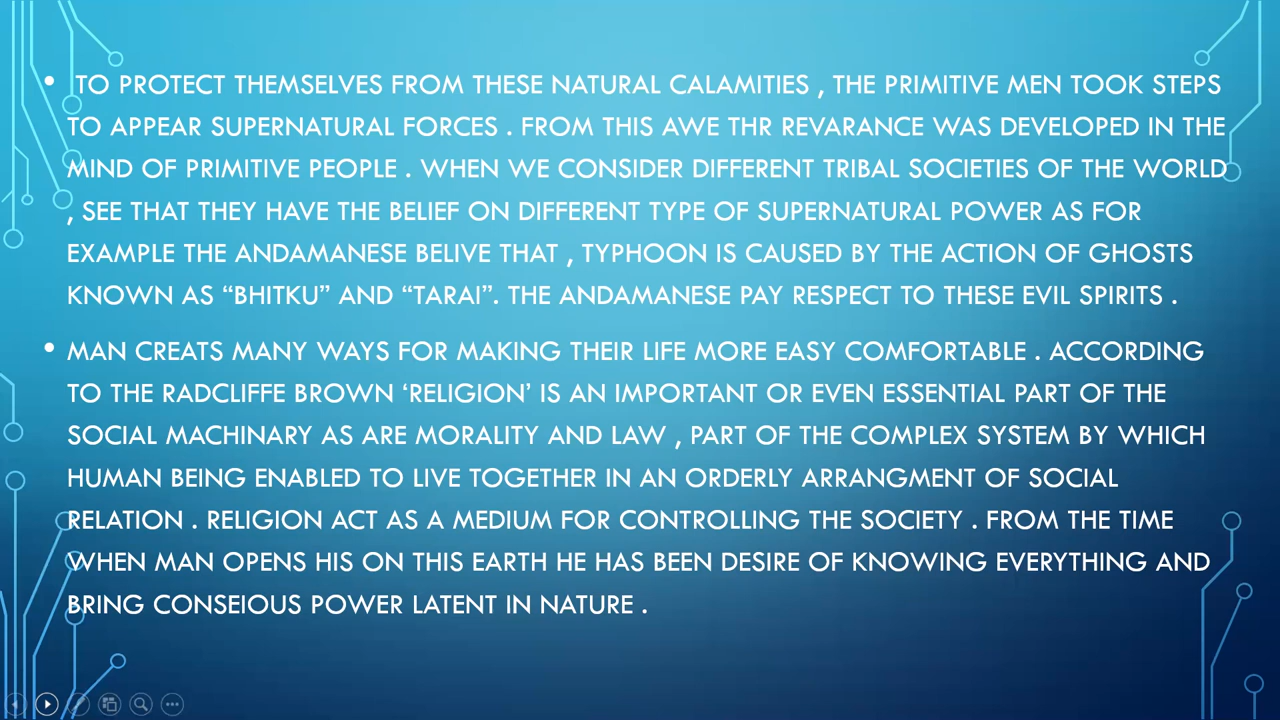 • TO PROTECT THEMSELVES FROM THESE NATURAL CALAMITIES , THE PRIMITIVE MEN TOOK STEPS
TO APPEAR SUPERNATURAL FORCES . FROM THIS AWE THR REVARANCE WAS DEVELOPED IN THE
MIND OF PRIMITIVE PEOPLE . WHEN WE CONSIDER DIFFERENT TRIBAL SOCIETIES OF THE WORLD
, SEE THAT THEY HAVE THE BELIEF ON DIFFERENT TYPE OF SUPERNATURAL POWER AS FOR
EXAMPLE THE ANDAMANESE BELIVE THAT , TYPHOON IS CAUSED BY THE ACTION OF GHOSTS
KNOWN AS “BHITKU” AND “TARAI”. THE ANDAMANESE PAY RESPECT TO THESE EVIL SPIRITS .
• MAN CREATS MANY WAYS FOR MAKING THEIR LIFE MORE EASY COMFORTABLE . ACCORDING
TO THE RADCLIFFE BROWN ‘RELIGION’ IS AN IMPORTANT OR EVEN ESSENTIAL PART OF THE
SOCIAL MACHINARY AS ARE MORALITY AND LAW , PART OF THE COMPLEX SYSTEM BY WHICH
HUMAN BEING ENABLED TO LIVE TOGETHER IN AN ORDERLY ARRANGMENT OF SOCIAL
RELATION . RELIGION ACT AS A MEDIUM FOR CONTROLLING THE SOCIETY . FROM THE TIME
WHEN MAN OPENS HIS ON THIS EARTH HE HAS BEEN DESIRE OF KNOWING EVERYTHING AND
BRING CONSEIOUS POWER LATENT IN NATURE .